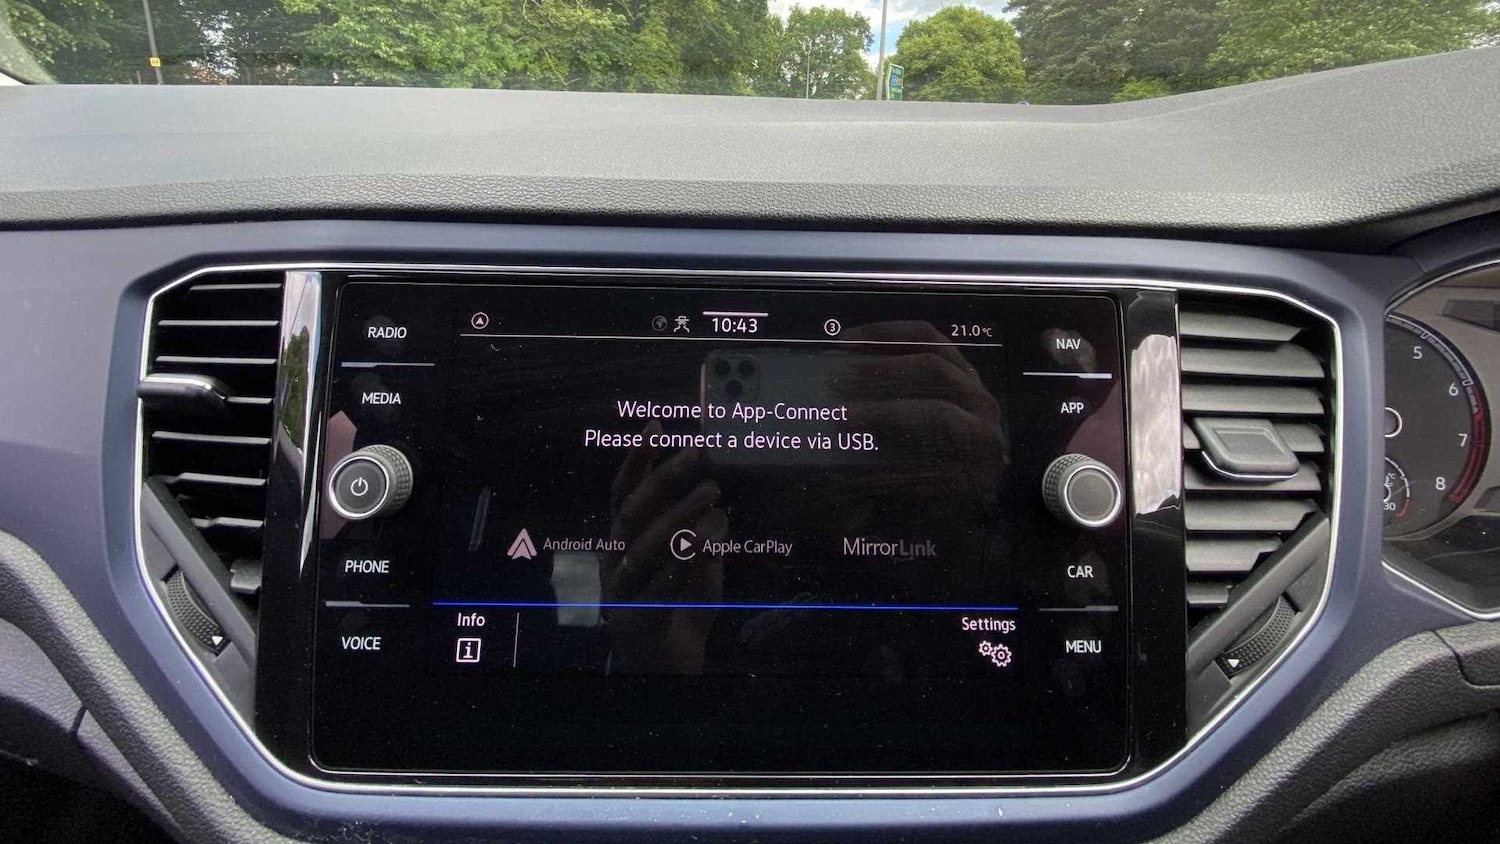 RADIO
MEDIA
PHONE
VOICE
10:43
3
21.0°C
Welcome to App-Connect
Please connect a device via USB.
Android Auto
Apple CarPlay
MirrorLink
Info
i
Settings
NAV
APP
CAR
MENU
5
6
7
8